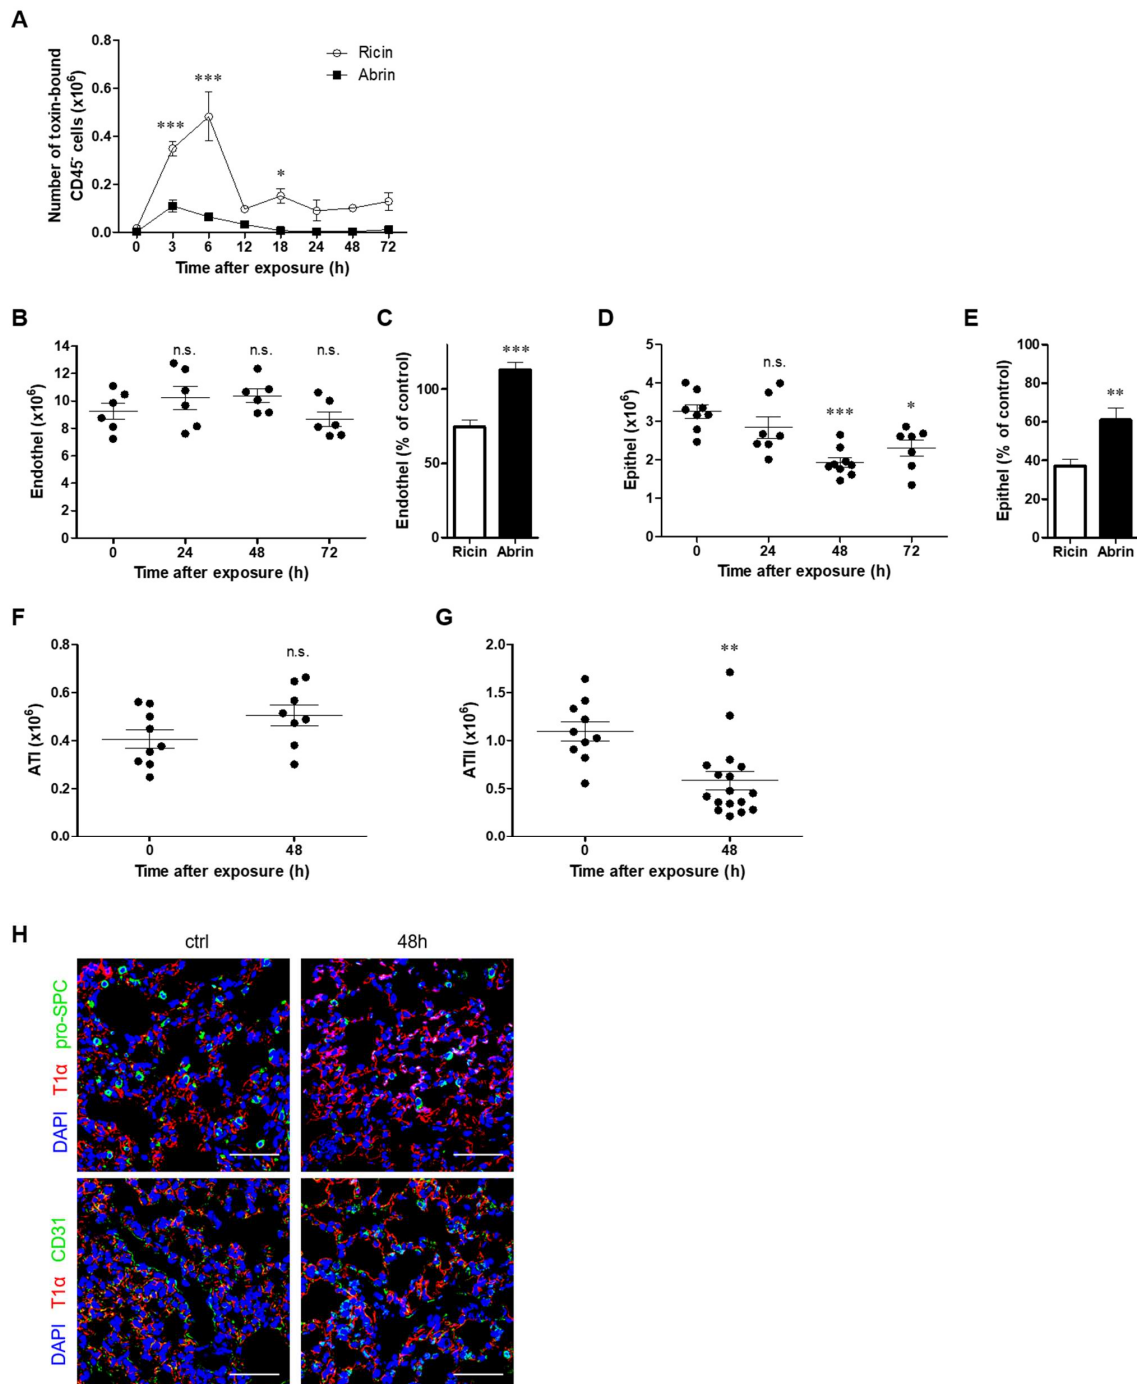 A
Number of toxin-bound
CD45⁻ cells (x10⁶)
0.8
0.6
0.4
0.2
0.0
Ricin
Abrin
***
***
*
0 3 6 12 18 24 48 72
Time after exposure (h)
B
Endothel (x10⁶)
14
12
10
8
6
4
2
0
n.s. n.s. n.s.
0 24 48 72
Time after exposure (h)
C
Endothel (% of control)
100
50
0
***
Ricin Abrin
D
Epithel (x10⁶)
5
4
3
2
1
0
n.s.
***
*
0 24 48 72
Time after exposure (h)
E
Epithel (% of control)
100
80
60
40
20
0
**
Ricin Abrin
F
ATI (x10⁶)
0.8
0.6
0.4
0.2
0.0
n.s.
0 48
Time after exposure (h)
G
ATII (x10⁶)
2.0
1.5
1.0
0.5
0.0
**
0 48
Time after exposure (h)
H
ctrl 48h
DAPI T1α pro-SPC
DAPI T1α CD31